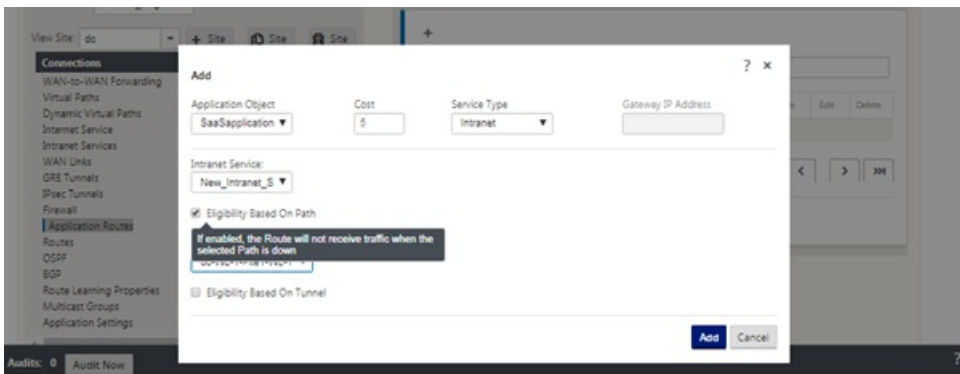 View Site: dc + Site Site Site +
Connections
WAN-to-WAN Forwarding
Virtual Paths
Dynamic Virtual Paths
Internet Service
Intranet Services
WAN Links
GRE Tunnels
IPsec Tunnels
Firewall
Application Routes
Routes
OSPF
BGP
Route Learning Properties
Multicast Groups
Application Settings
Add ? ×
Application Object Cost Service Type Gateway IP Address
SaaSapplication 5 Intranet
Intranet Service:
New_Intranet_S
Eligibility Based On Path
If enabled, the Route will not receive traffic when the
selected Path is down
Eligibility Based On Tunnel
Add Cancel
Edit Delete
Audits: 0 Audit Now ?